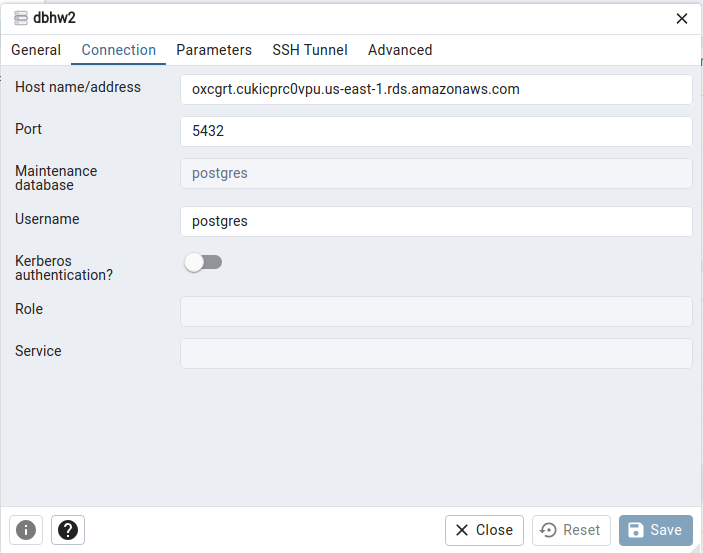 dbhw2
General Connection Parameters SSH Tunnel Advanced
Host name/address oxcgrt.cukicprc0vpu.us-east-1.rds.amazonaws.com
Port 5432
Maintenance
database
postgres
Username postgres
Kerberos
authentication?
Role
Service
Close Reset Save